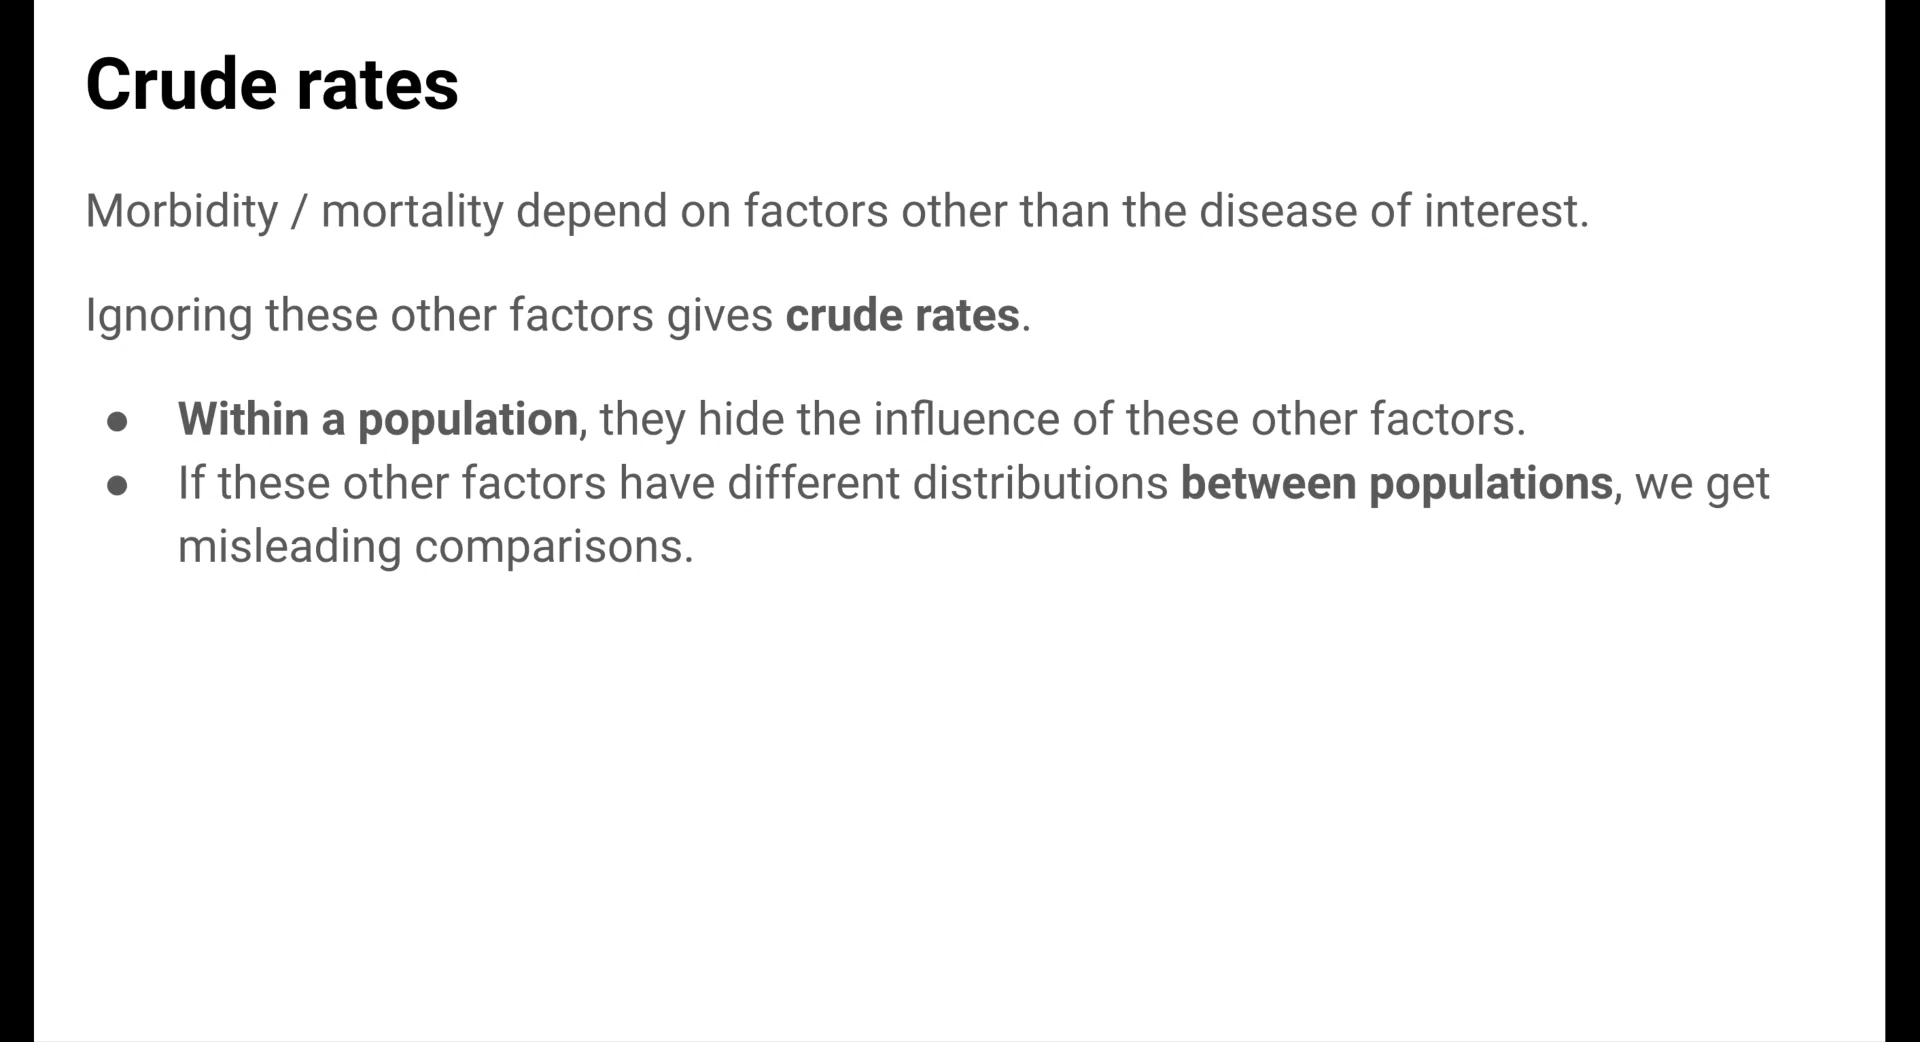 Crude rates
Morbidity / mortality depend on factors other than the disease of interest.
Ignoring these other factors gives crude rates.
● Within a population, they hide the influence of these other factors.
● If these other factors have different distributions between populations, we get
misleading comparisons.